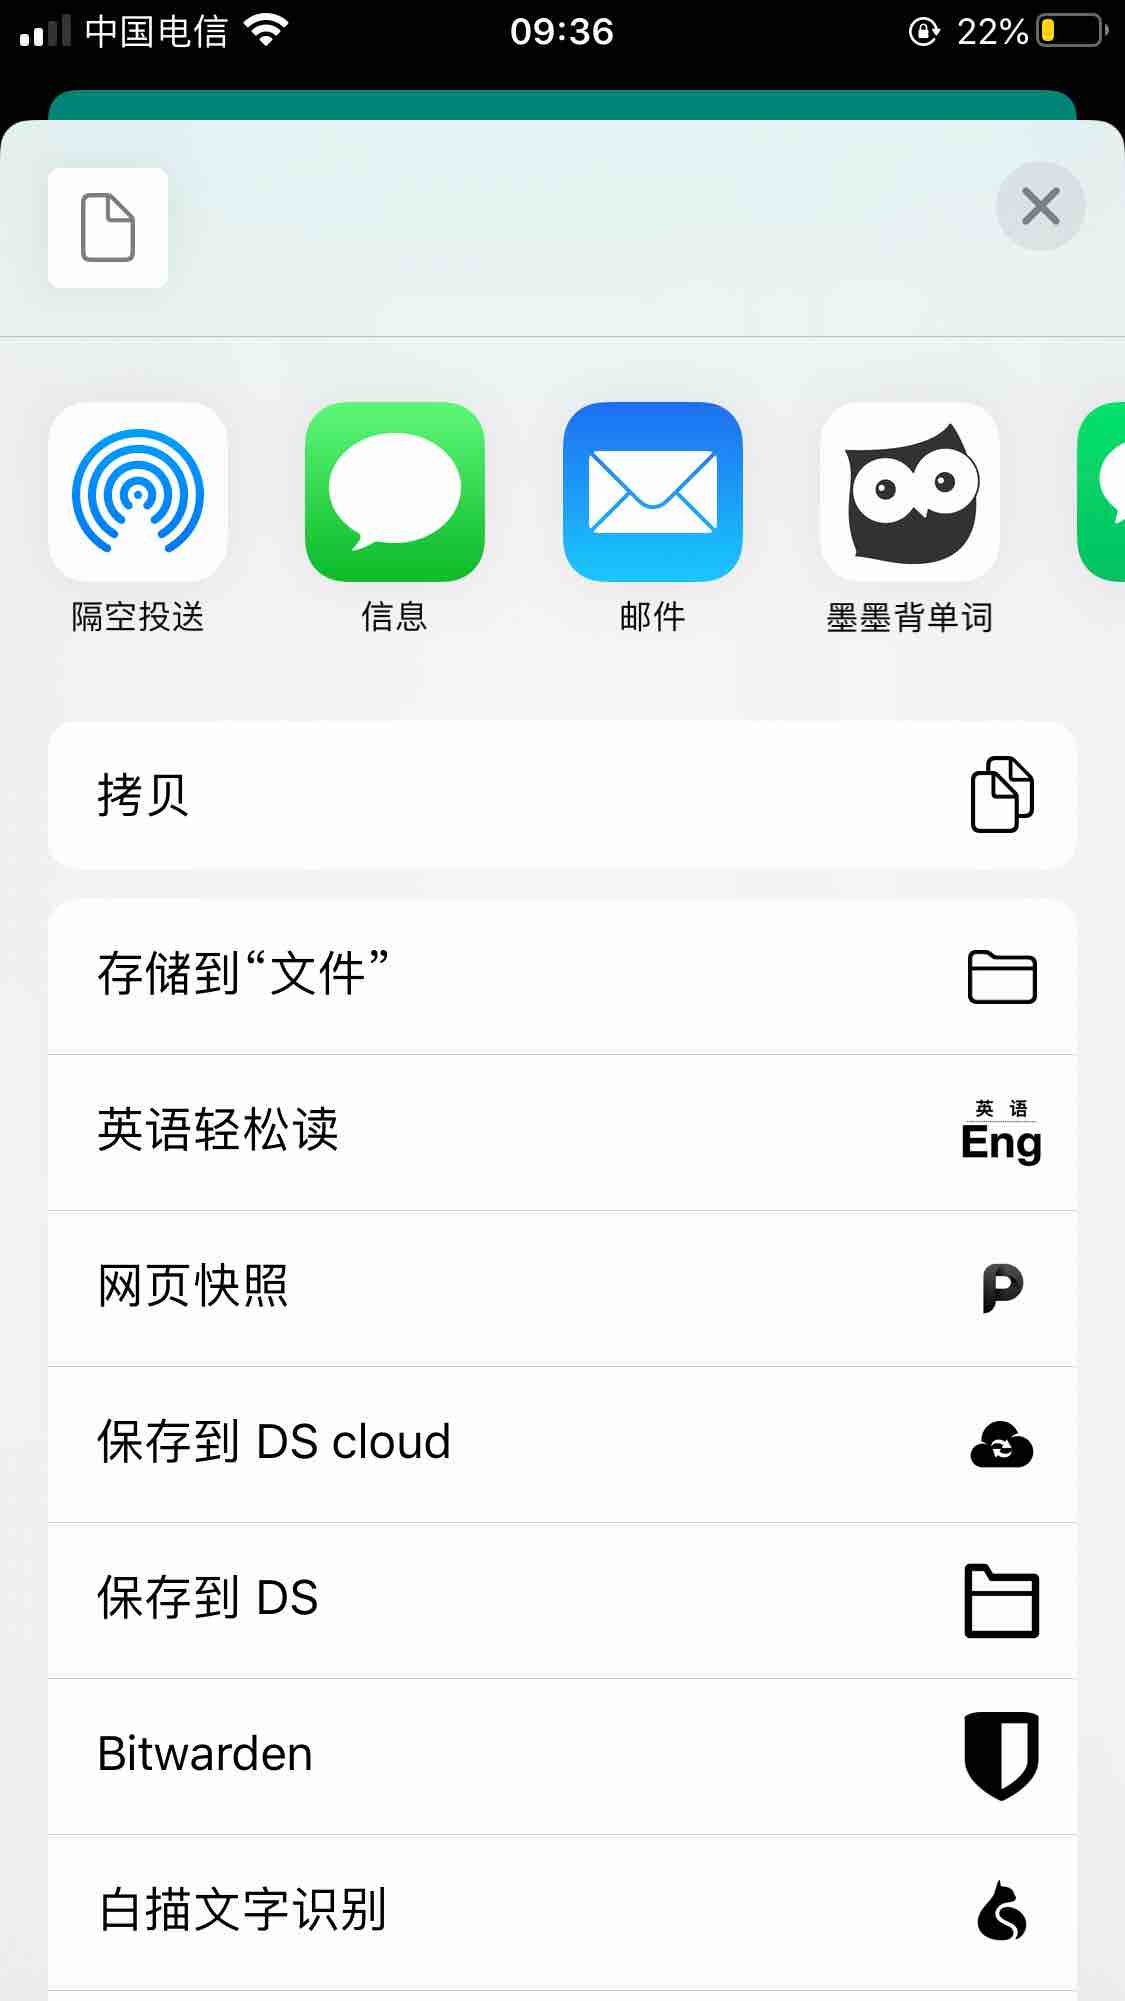 中国电信 09:36 22%
隔空投送 信息 邮件 墨墨背单词
拷贝
存储到“文件”
英语轻松读
英 语
Eng
网页快照
保存到 DS cloud
保存到 DS
Bitwarden
白描文字识别